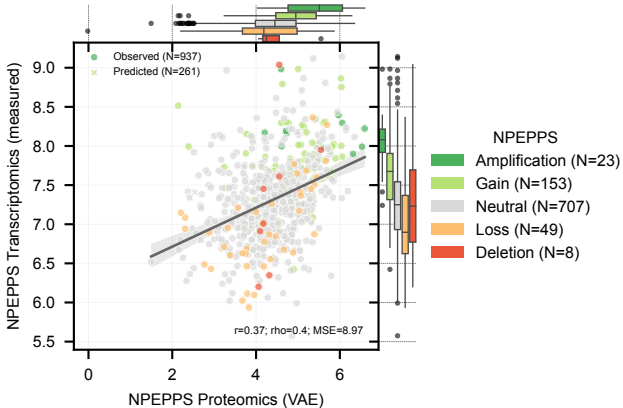 Observed (N=937)
Predicted (N=261)
9.0
8.5
8.0
7.5
7.0
6.5
6.0
5.5
NPEPPS Transcriptomics (measured)
r=0.37; rho=0.4; MSE=8.97
0 2 4 6
NPEPPS Proteomics (VAE)
NPEPPS
Amplification (N=23)
Gain (N=153)
Neutral (N=707)
Loss (N=49)
Deletion (N=8)